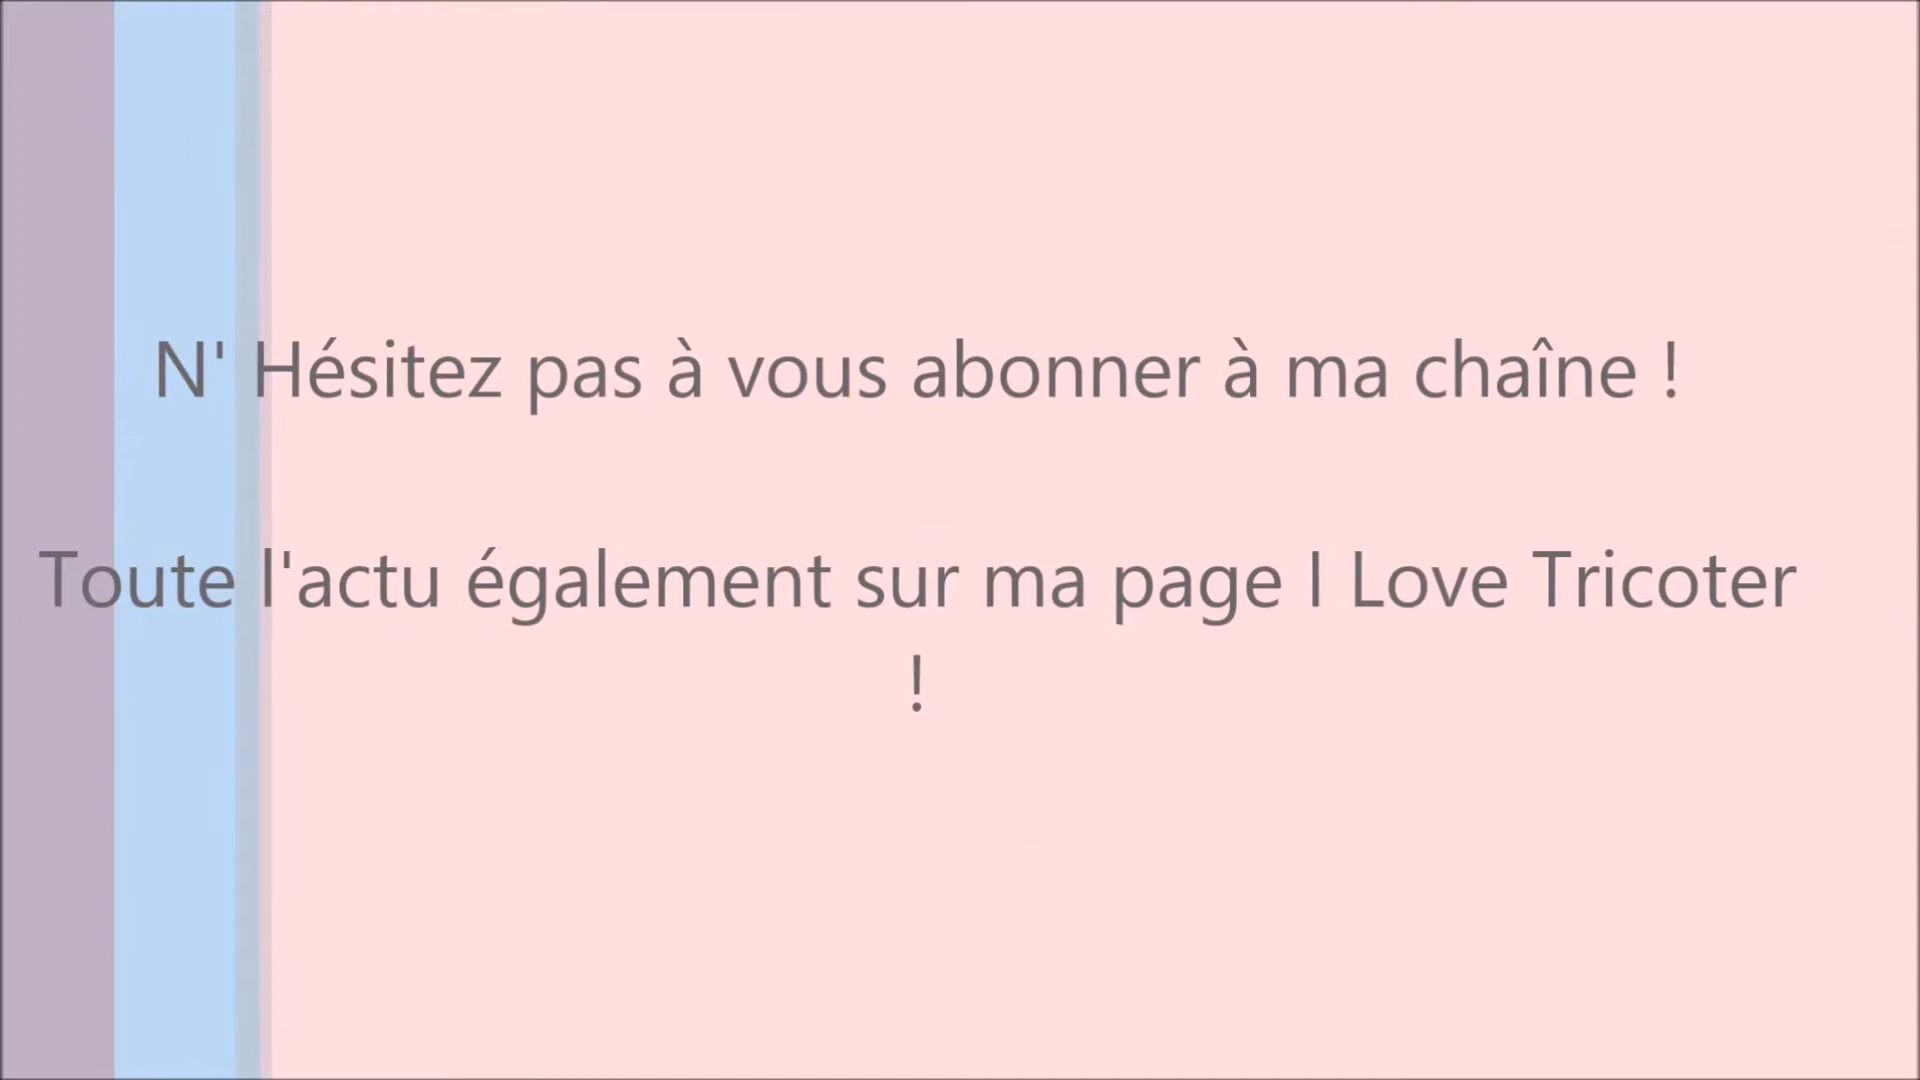 N' Hésitez pas à vous abonner à ma chaîne !
Toute l'actu également sur ma page I Love Tricoter
!